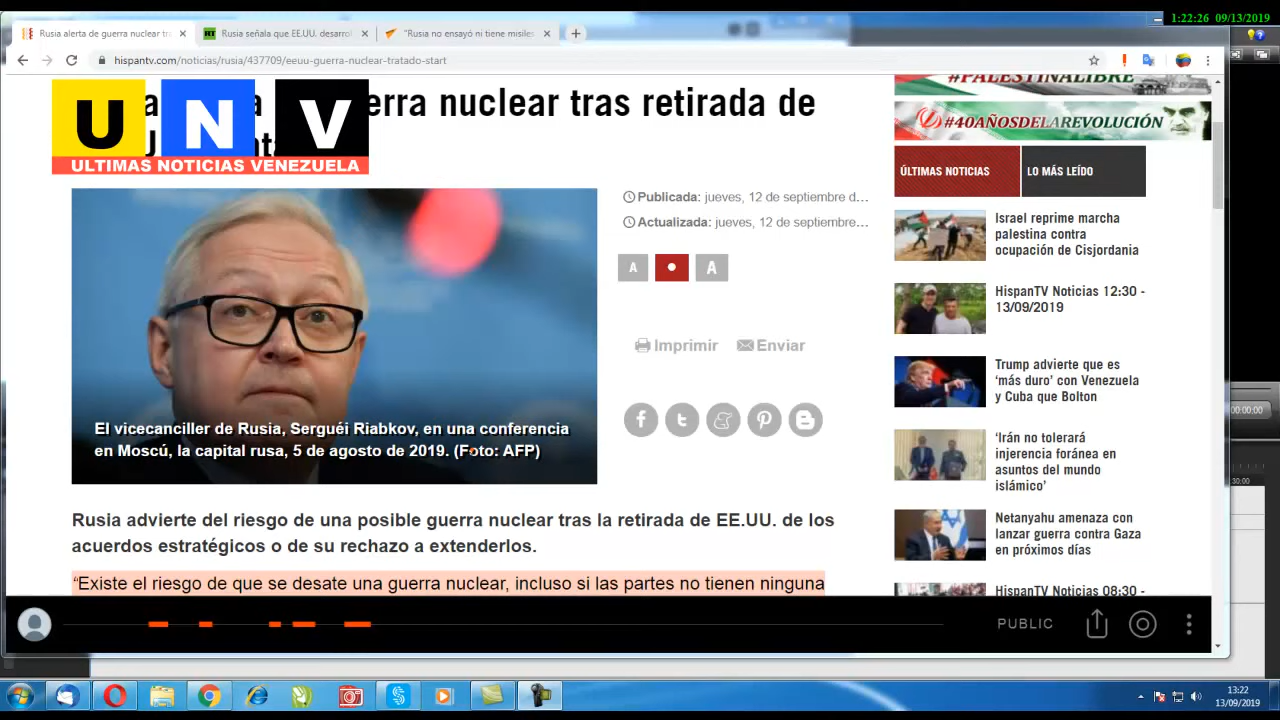 1:22:26 09/13/2019
Rusia alerta de guerra nuclear tra
Rusia señala que EE.UU. desarrol
"Rusia no ensayó ni tiene misiles
hispantv.com/noticias/rusia/437709/eeuu-guerra-nuclear-tratado-start
erra nuclear tras retirada de
UNV
ULTIMAS NOTICIAS VENEZUELA
#PALESTINALIBRE
#40AÑOSDELAREVOLUCIÓN
ÚLTIMAS NOTICIAS
LO MÁS LEÍDO
Publicada: jueves, 12 de septiembre d...
Actualizada: jueves, 12 de septiembre...
A
A
Imprimir
Enviar
El vicecanciller de Rusia, Serguéi Riabkov, en una conferencia
en Moscú, la capital rusa, 5 de agosto de 2019. (Foto: AFP)
Rusia advierte del riesgo de una posible guerra nuclear tras la retirada de EE.UU. de los
acuerdos estratégicos o de su rechazo a extenderlos.
“Existe el riesgo de que se desate una guerra nuclear, incluso si las partes no tienen ninguna
Israel reprime marcha
palestina contra
ocupación de Cisjordania
HispanTV Noticias 12:30 -
13/09/2019
Trump advierte que es
‘más duro’ con Venezuela
y Cuba que Bolton
‘Irán no tolerará
injerencia foránea en
asuntos del mundo
islámico’
Netanyahu amenaza con
lanzar guerra contra Gaza
en próximos días
HispanTV Noticias 08:30 -
00:00:00
30:00
PUBLIC
13:22
13/09/2019